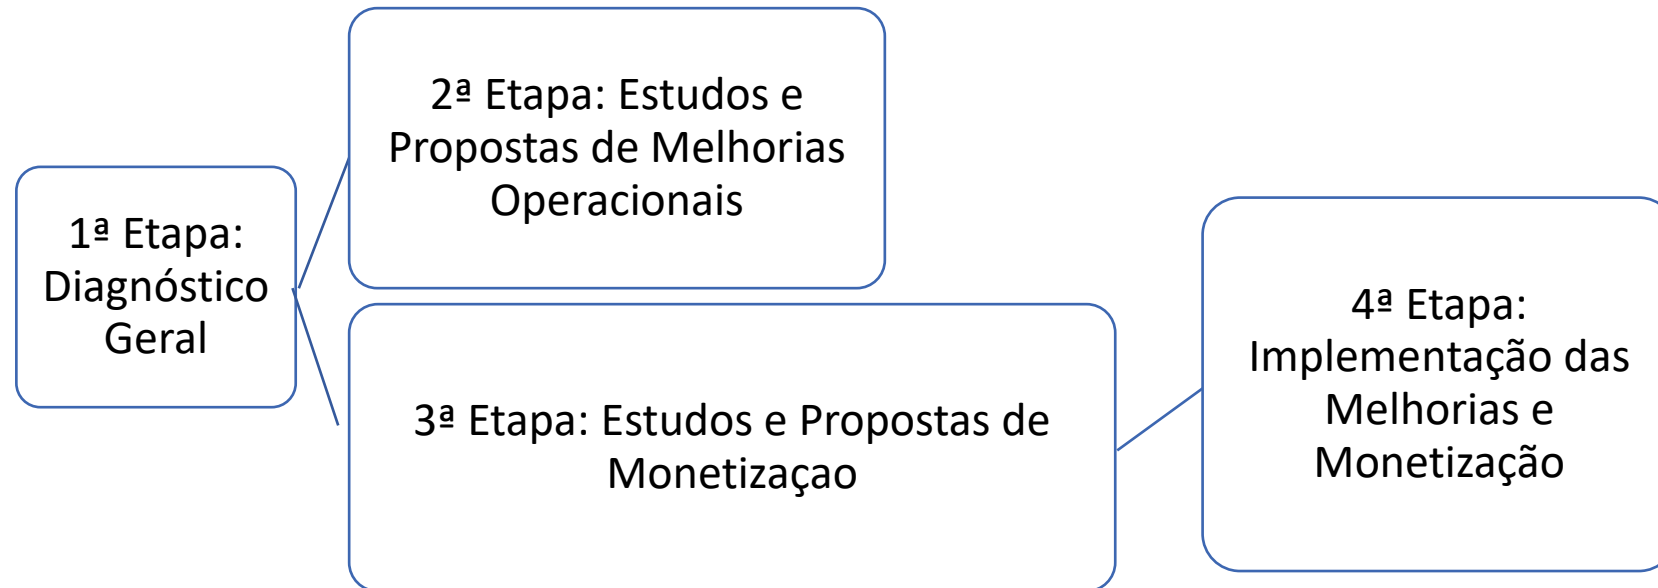 1ª Etapa:
Diagnóstico
Geral
2ª Etapa: Estudos e
Propostas de Melhorias
Operacionais
3ª Etapa: Estudos e Propostas de
Monetizaçao
4ª Etapa:
Implementação das
Melhorias e
Monetização